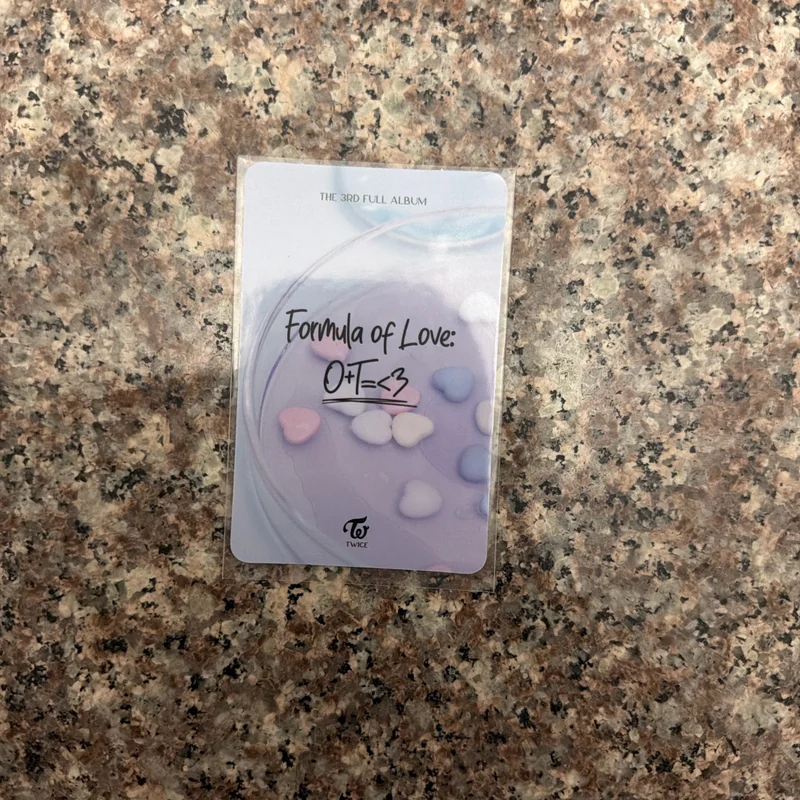 THE 3RD FULL ALBUM
Formula of Love:
O+T=<3
TWICE